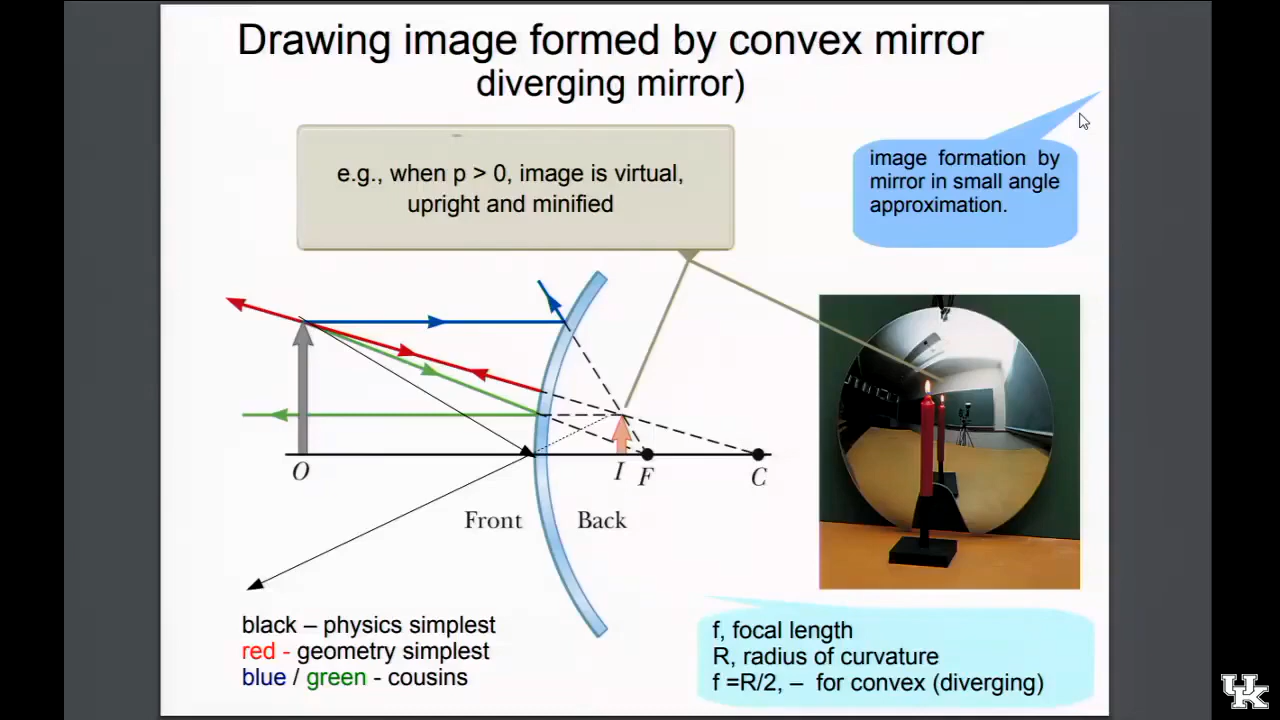 Drawing image formed by convex mirror
diverging mirror)
e.g., when p > 0, image is virtual,
upright and minified
image formation by
mirror in small angle
approximation.
O
I
F
C
Front
Back
black – physics simplest
red - geometry simplest
blue / green - cousins
f, focal length
R, radius of curvature
f =R/2, – for convex (diverging)
UK